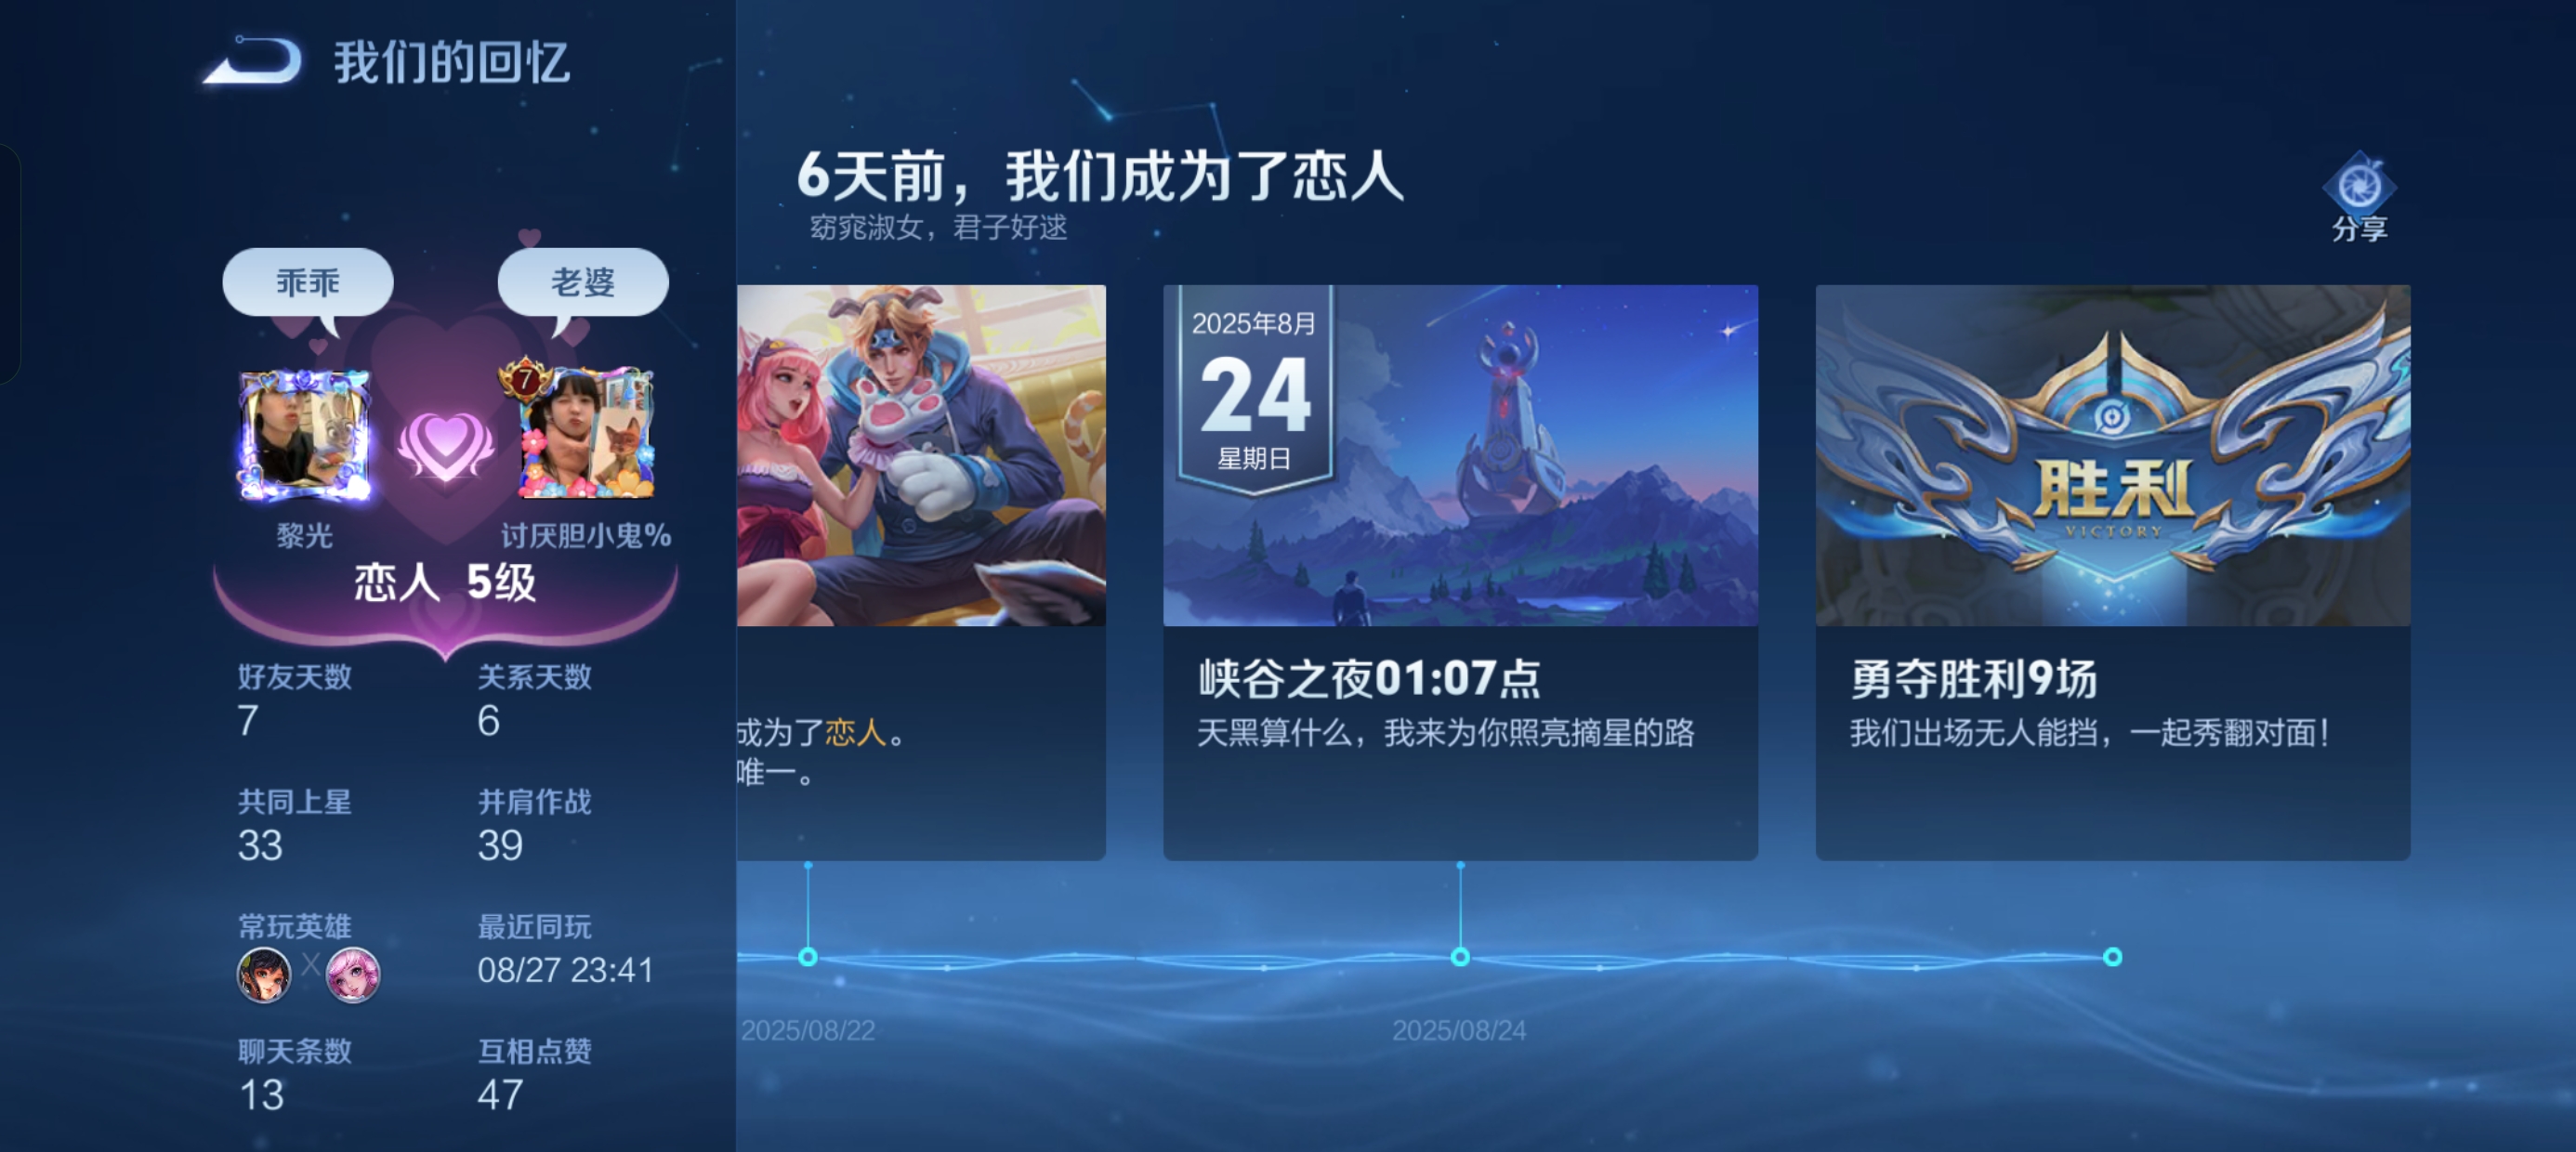 我们的回忆
乖乖
老婆
7
黎光
讨厌胆小鬼%
恋人 5级
好友天数
7
关系天数
6
共同上星
33
并肩作战
39
常玩英雄
X
最近同玩
08/27 23:41
聊天条数
13
互相点赞
47
6天前，我们成为了恋人
窈窕淑女，君子好逑
分享
成为了恋人。
唯一。
2025年8月
24
星期日
峡谷之夜01:07点
天黑算什么，我来为你照亮摘星的路
胜利
VICTORY
勇夺胜利9场
我们出场无人能挡，一起秀翻对面！
2025/08/22
2025/08/24